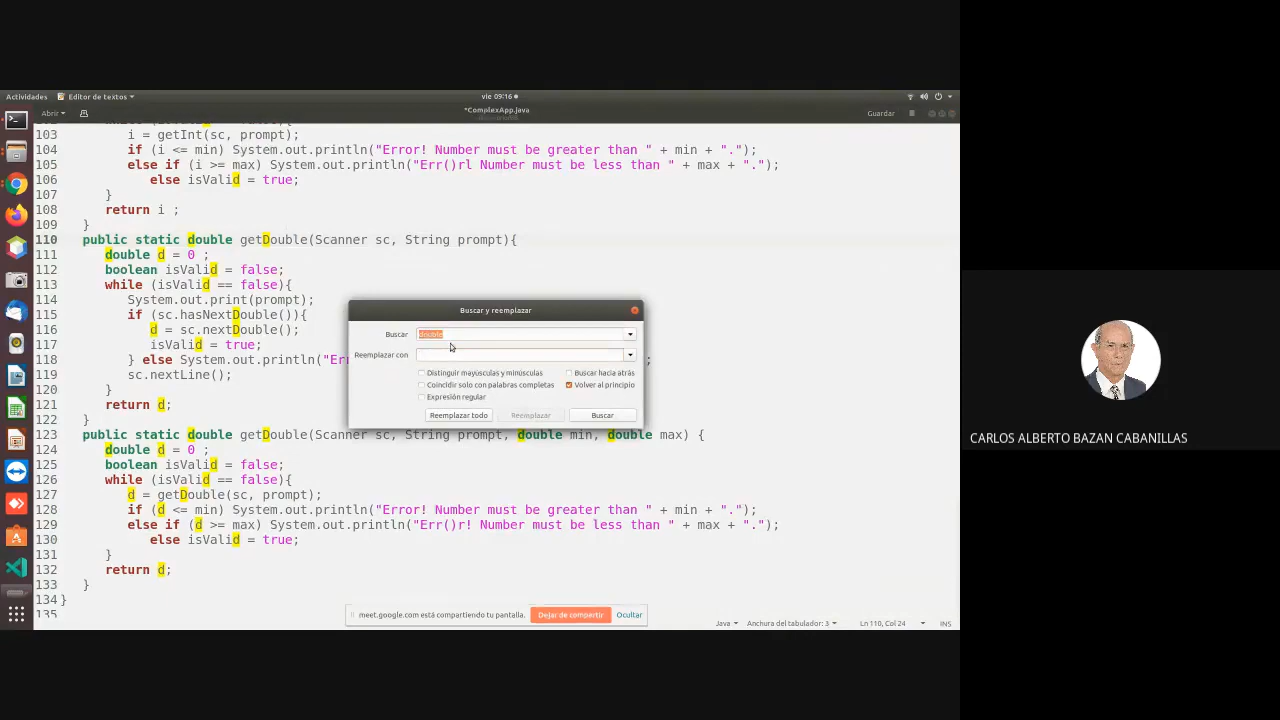 Actividades
Editor de textos
vie 09:16
Abrir
*ComplexApp.java
Guardar
103 i = getInt(sc, prompt);
104 if (i <= min) System.out.println("Error! Number must be greater than " + min + ".");
105 else if (i >= max) System.out.println("Err()rl Number must be less than " + max + ".");
106 else isValid = true;
107 }
108 return i ;
109 }
110 public static double getDouble(Scanner sc, String prompt){
111 double d = 0 ;
112 boolean isValid = false;
113 while (isValid == false){
114 System.out.print(prompt);
115 if (sc.hasNextDouble()){
116 d = sc.nextDouble();
117 isValid = true;
118 } else System.out.println("Err
119 sc.nextLine();
120 }
121 return d;
122 }
123 public static double getDouble(Scanner sc, String prompt, double min, double max) {
124 double d = 0 ;
125 boolean isValid = false;
126 while (isValid == false){
127 d = getDouble(sc, prompt);
128 if (d <= min) System.out.println("Error! Number must be greater than " + min + ".");
129 else if (d >= max) System.out.println("Err()r! Number must be less than " + max + ".");
130 else isValid = true;
131 }
132 return d;
133 }
134 }
135
Buscar y reemplazar
Buscar double
Reemplazar con
Distinguir mayúsculas y minúsculas
Buscar hacia atrás
Coincidir solo con palabras completas
Volver al principio
Expresión regular
Reemplazar todo
Reemplazar
Buscar
meet.google.com está compartiendo tu pantalla.
Dejar de compartir
Ocultar
Java
Anchura del tabulador: 3
Ln 110, Col 24
INS
CARLOS ALBERTO BAZAN CABANILLAS